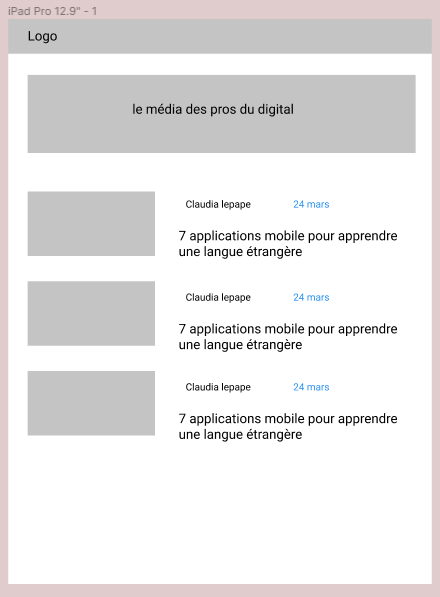 iPad Pro 12.9" - 1
Logo
le média des pros du digital
Claudia lepape 24 mars
7 applications mobile pour apprendre
une langue étrangère
Claudia lepape 24 mars
7 applications mobile pour apprendre
une langue étrangère
Claudia lepape 24 mars
7 applications mobile pour apprendre
une langue étrangère